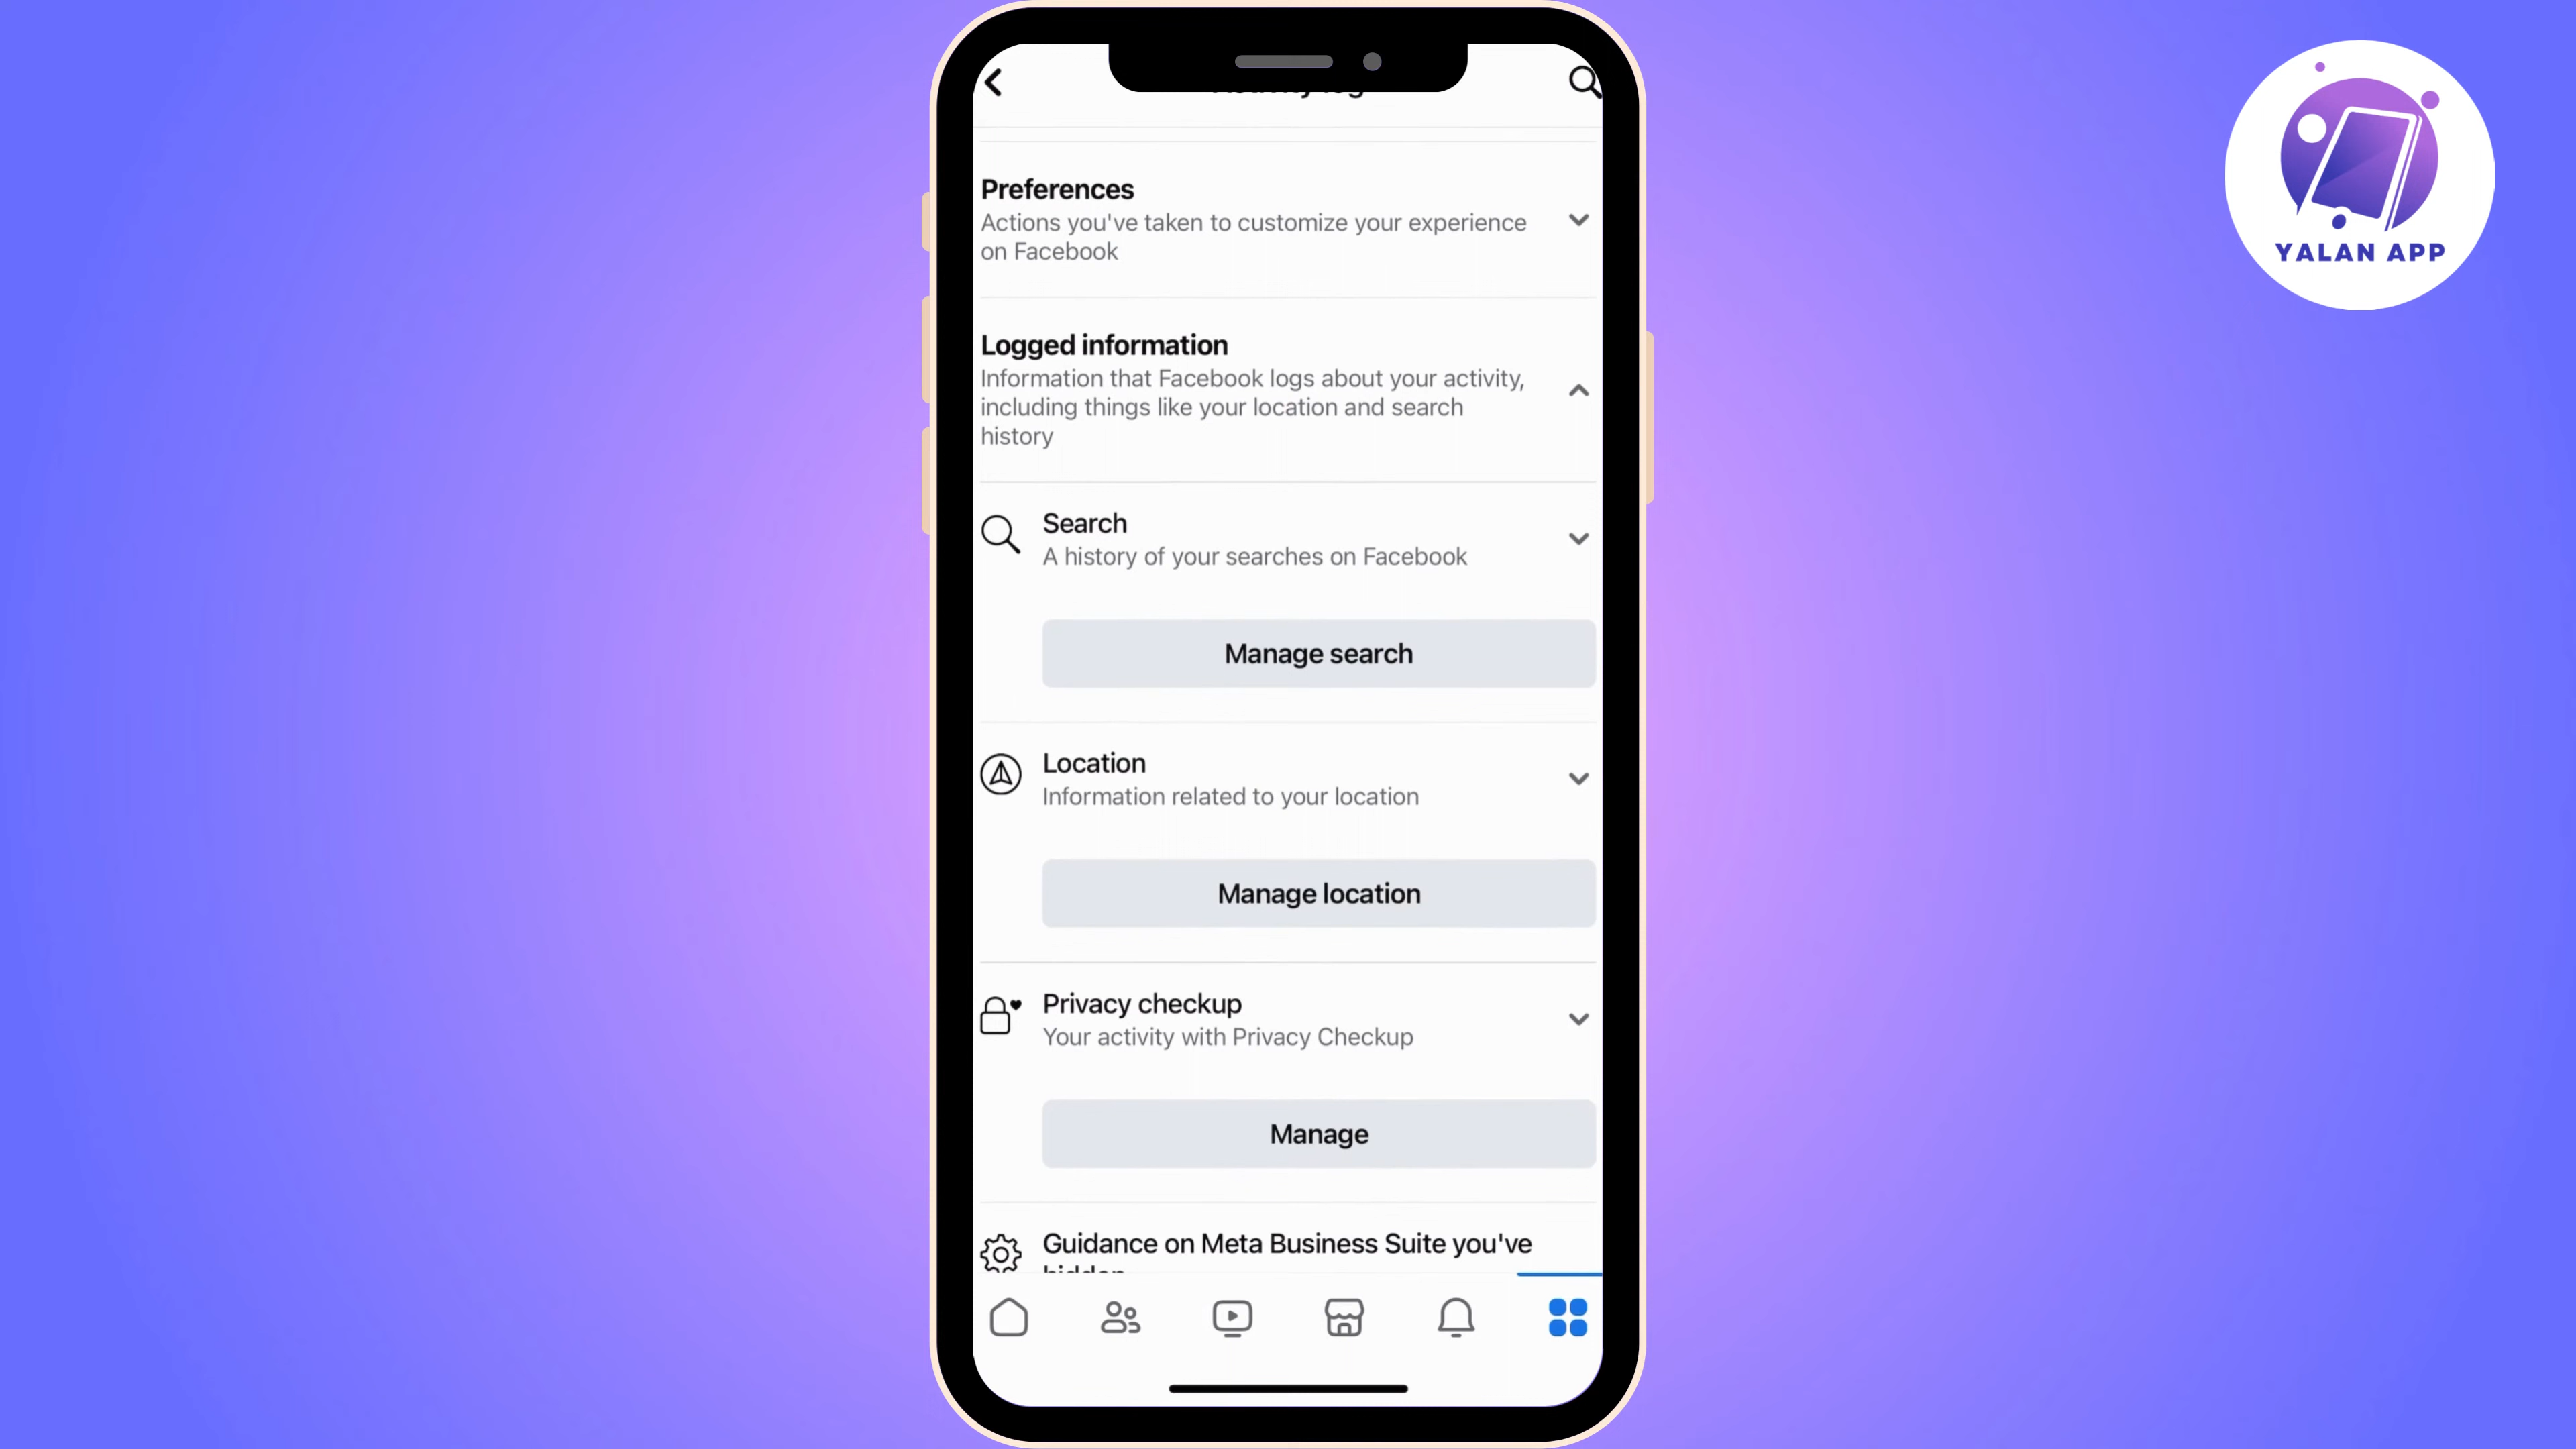 YALAN APP
Preferences
Actions you've taken to customize your experience
on Facebook
Logged information
Information that Facebook logs about your activity,
including things like your location and search
history
Search
A history of your searches on Facebook
Manage search
Location
Information related to your location
Manage location
Privacy checkup
Your activity with Privacy Checkup
Manage
Guidance on Meta Business Suite you've